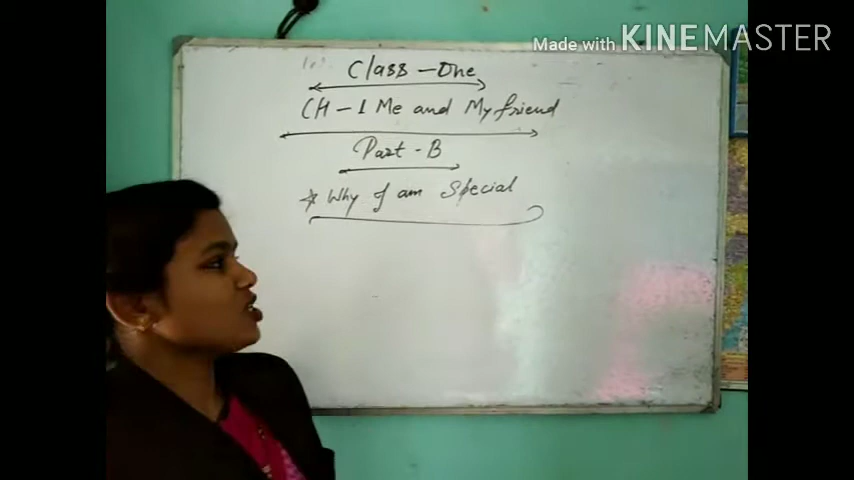 Made with KINEMASTER
Class - One
CH - 1 Me and My friend
Part - B
* Why I am Special